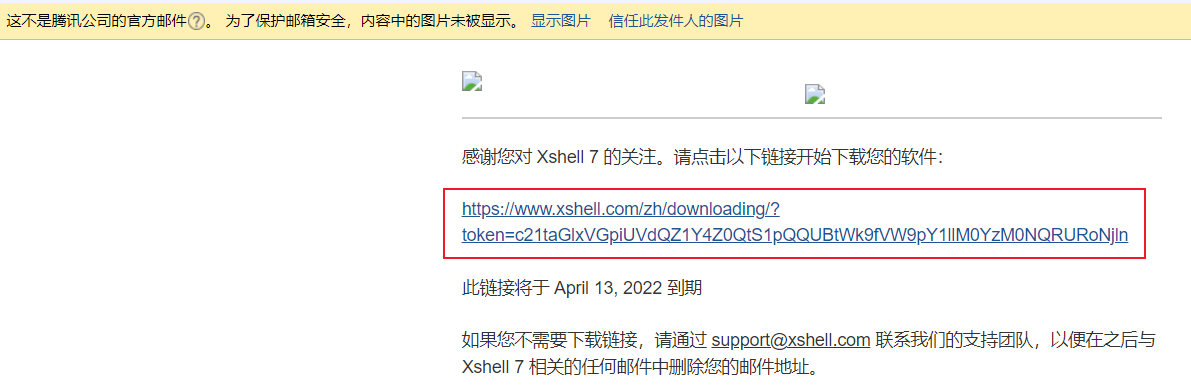 这不是腾讯公司的官方邮件?。 为了保护邮箱安全，内容中的图片未被显示。 显示图片 信任此发件人的图片
感谢您对 Xshell 7 的关注。请点击以下链接开始下载您的软件：
https://www.xshell.com/zh/downloading/?
token=c21taGlxVGpiUVdQZ1Y4Z0QtS1pQQUBtWk9fVW9pY1llM0YzM0NQRURoNjln
此链接将于 April 13, 2022 到期
如果您不需要下载链接，请通过 support@xshell.com 联系我们的支持团队，以便在之后与
Xshell 7 相关的任何邮件中删除您的邮件地址。